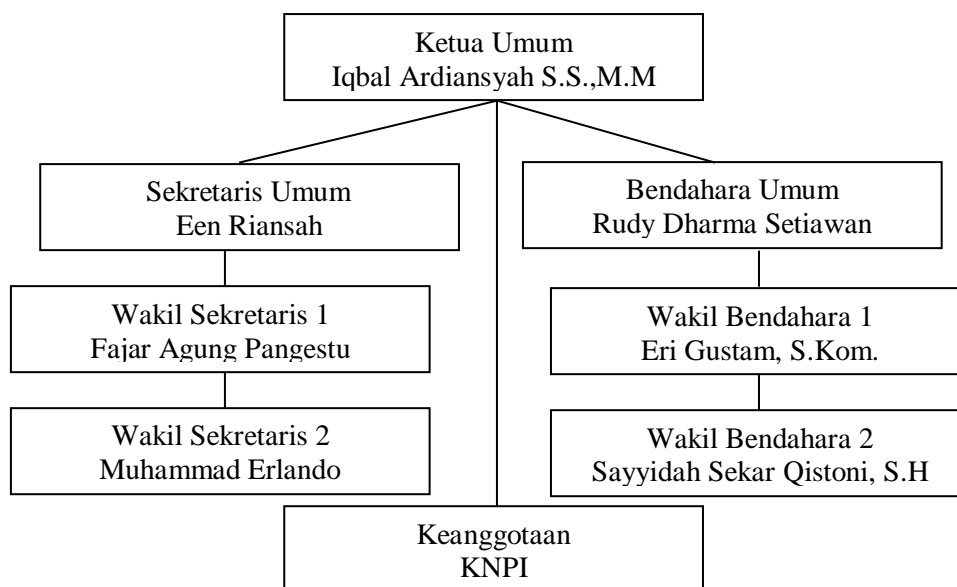 Ketua Umum
Iqbal Ardiansyah S.S.,M.M
Sekretaris Umum
Een Riansah
Bendahara Umum
Rudy Dharma Setiawan
Wakil Sekretaris 1
Fajar Agung Pangestu
Wakil Bendahara 1
Eri Gustam, S.Kom.
Wakil Sekretaris 2
Muhammad Erlando
Wakil Bendahara 2
Sayyidah Sekar Qistoni, S.H
Keanggotaan
KNPI